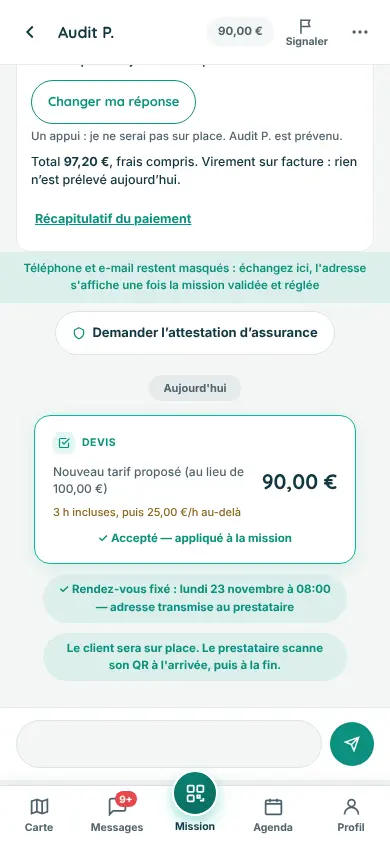 Audit P.
90,00 €
Signaler
Changer ma réponse
Un appui : je ne serai pas sur place. Audit P. est prévenu.
Total 97,20 €, frais compris. Virement sur facture : rien
n'est prélevé aujourd'hui.
Récapitulatif du paiement
Téléphone et e-mail restent masqués : échangez ici, l'adresse
s'affiche une fois la mission validée et réglée
Demander l'attestation d'assurance
Aujourd'hui
DEVIS
Nouveau tarif proposé (au lieu de
100,00 €)
90,00 €
3 h incluses, puis 25,00 €/h au-delà
✓ Accepté — appliqué à la mission
✓ Rendez-vous fixé : lundi 23 novembre à 08:00
— adresse transmise au prestataire
Le client sera sur place. Le prestataire scanne
son QR à l'arrivée, puis à la fin.
9+
Carte
Messages
Mission
Agenda
Profil